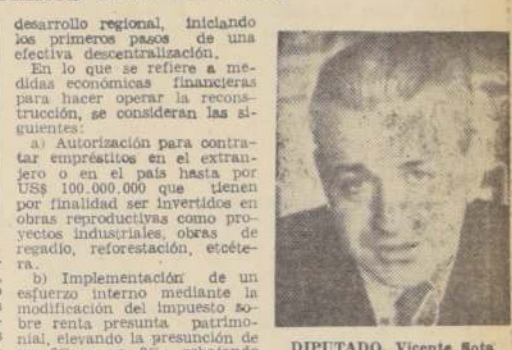 desarrollo regional, iniciando
los primeros pasos de una
efectiva descentralización.
En lo que se refiere a me-
didas económicas financieras
para hacer operar la recons-
trucción, se consideran las si-
guientes:
a) Autorización para contra-
tar empréstitos en el extran-
jero o en el país hasta por
US$ 100.000.000 que tienen
por finalidad ser invertidos en
obras reproductivas como pro-
yectos industriales, obras de
regadío, reforestación, etcéte-
ra.
b) Implementación de un
esfuerzo interno mediante la
modificación del impuesto so-
bre renta presunta patrimo-
nial, elevando la presunción de
DIPUTADO Vicente Sota